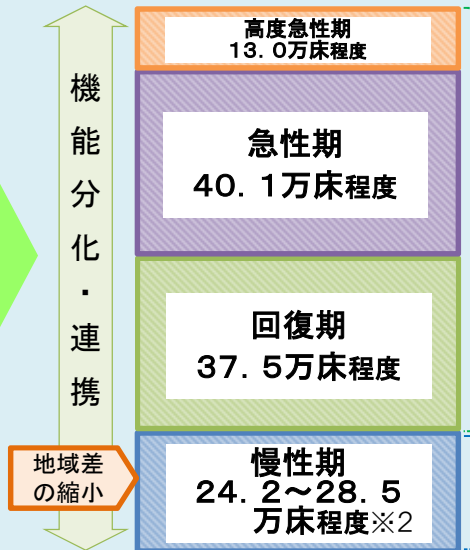 機能分化・連携
高度急性期
13.0万床程度
急性期
40.1万床程度
回復期
37.5万床程度
地域差
の縮小
慢性期
24.2～28.5
万床程度※2